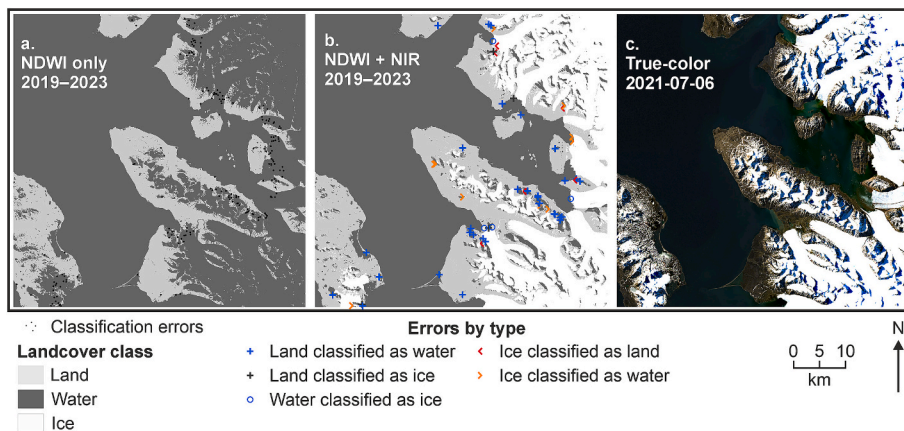 a.
NDWI only
2019–2023
b.
NDWI + NIR
2019–2023
c.
True-color
2021-07-06
Classification errors
Landcover class
Land
Water
Ice
Errors by type
Land classified as water
Land classified as ice
Water classified as ice
Ice classified as land
Ice classified as water
0 5 10
km
N